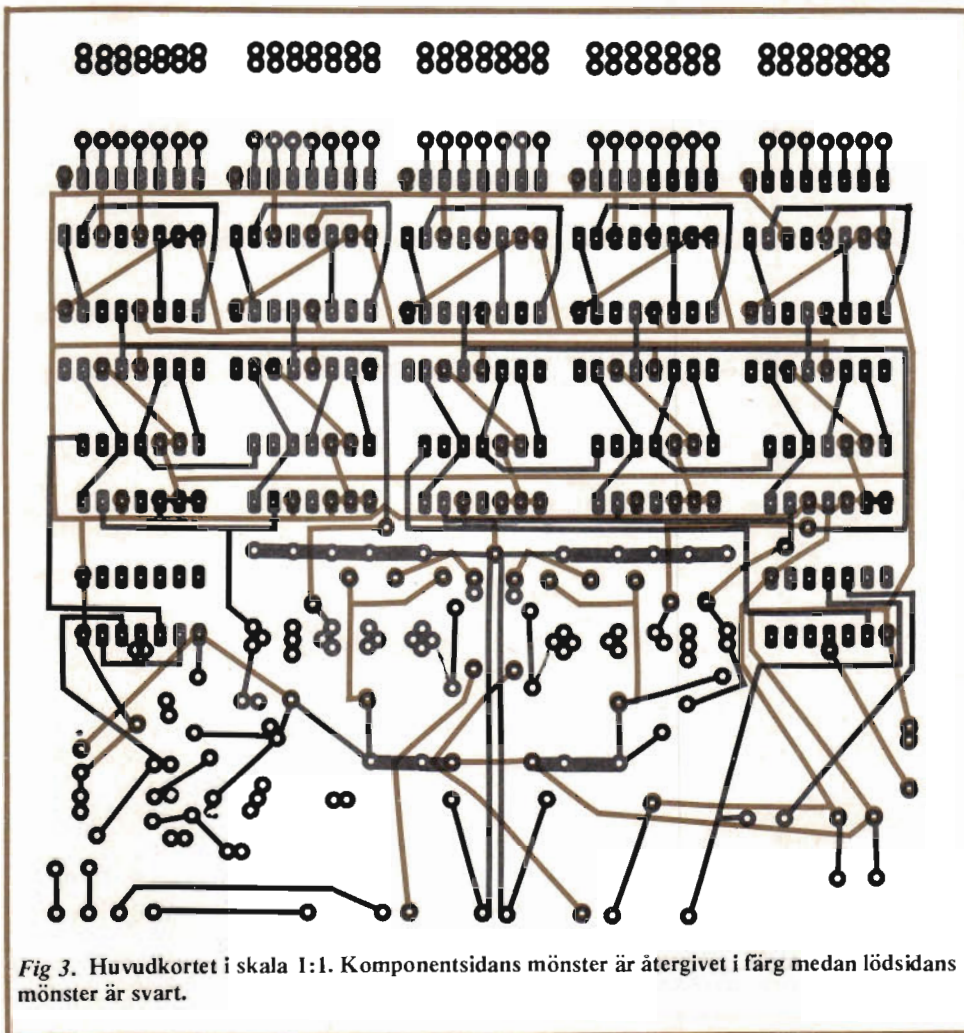 Fig 3. Huvudkortet i skala 1:1. Komponentsidans mönster är återgivet i färg medan lödsidans
mönster är svart.